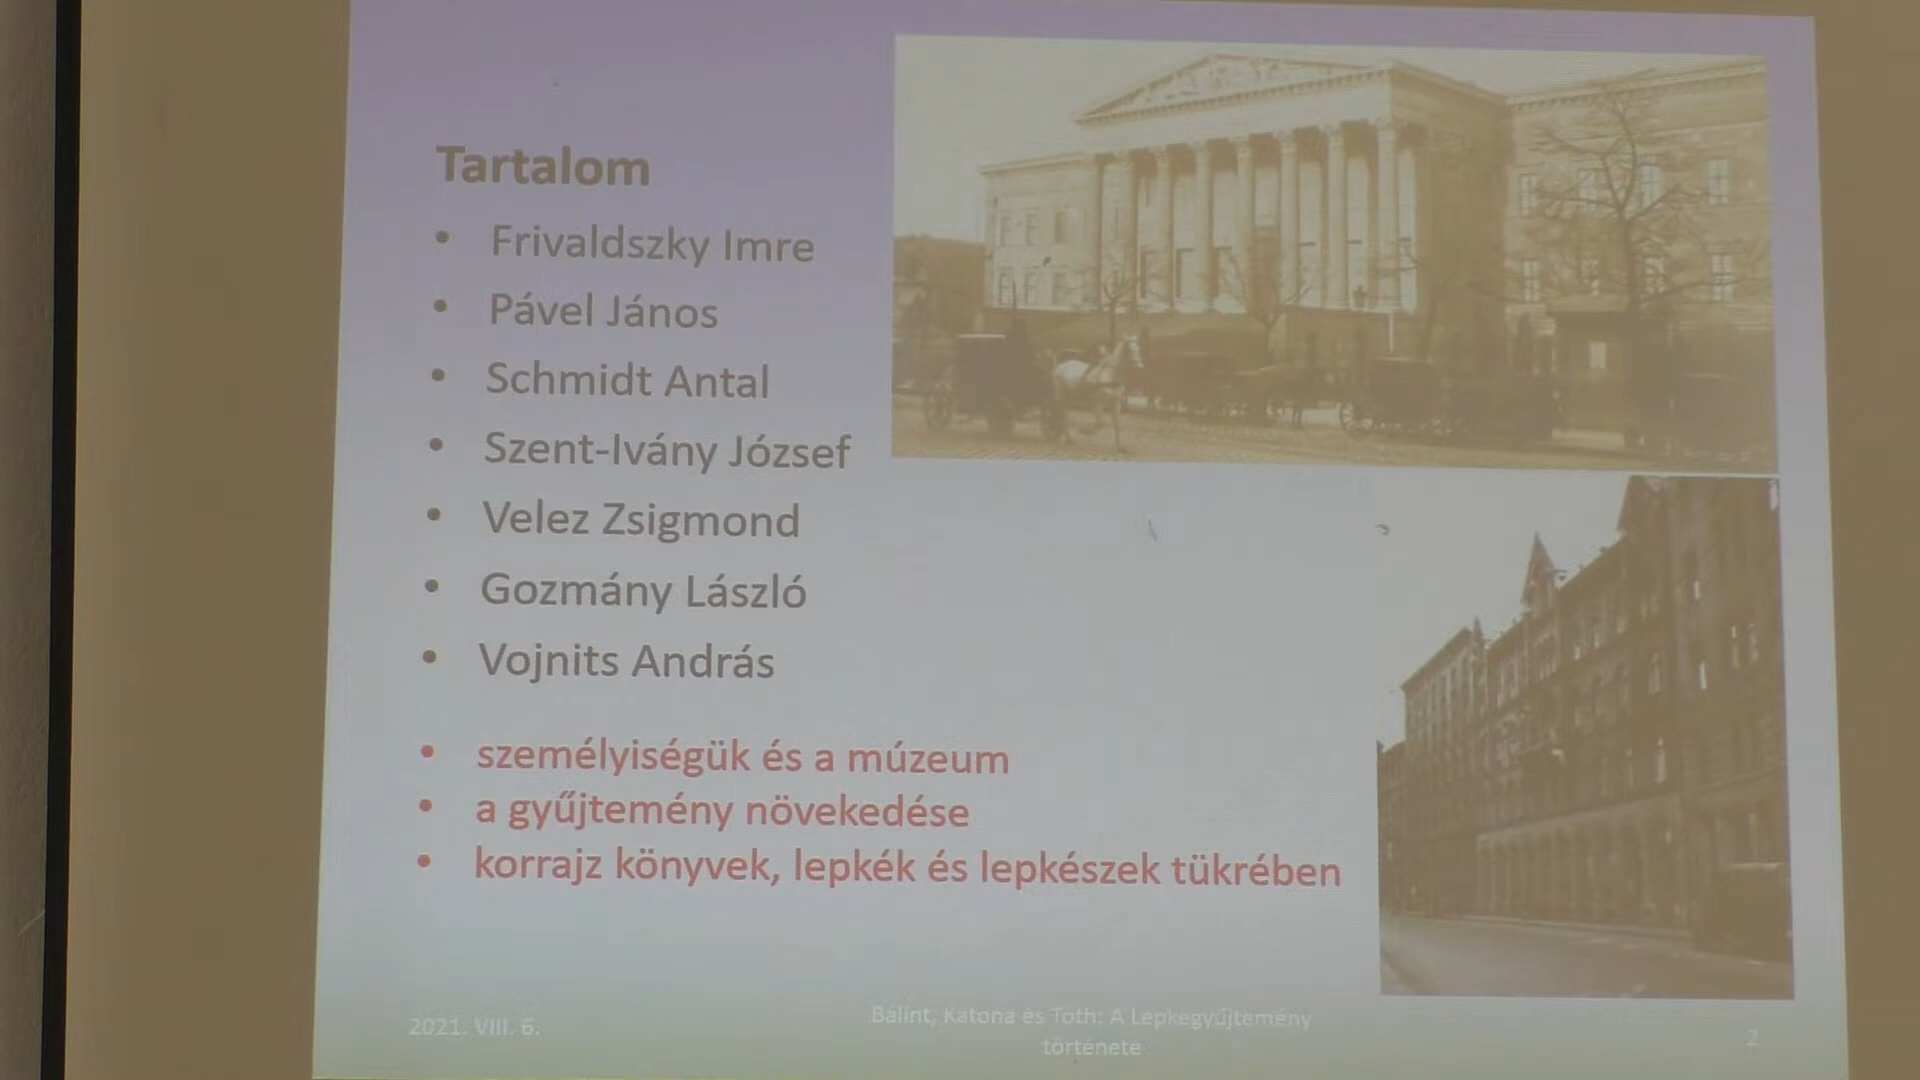 Tartalom
• Frivaldszky Imre
• Pável János
• Schmidt Antal
• Szent-Ivány József
• Velez Zsigmond
• Gozmány László
• Vojnits András
• személyiségük és a múzeum
• a gyűjtemény növekedése
• korrajz könyvek, lepkék és lepkészek tükrében
2021. VIII. 6.
Bálint, Katona és Tóth: A Lepkegyűjtemény
története
2